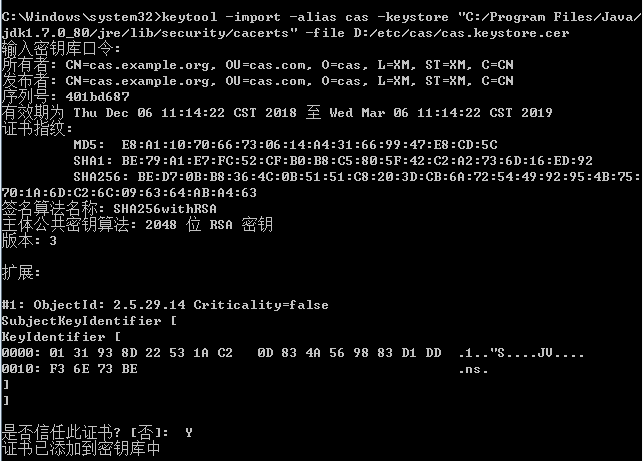 C:\Windows\system32>keytool -import -alias cas -keystore "C:/Program Files/Java/
jdk1.7.0_80/jre/lib/security/cacerts" -file D:/etc/cas/cas.keystore.cer
输入密钥库口令:
所有者: CN=cas.example.org, OU=cas.com, O=cas, L=XM, ST=XM, C=CN
发布者: CN=cas.example.org, OU=cas.com, O=cas, L=XM, ST=XM, C=CN
序列号: 401bd687
有效期为 Thu Dec 06 11:14:22 CST 2018 至 Wed Mar 06 11:14:22 CST 2019
证书指纹:
MD5: E8:A1:10:70:66:73:06:14:A4:31:66:99:47:E8:CD:5C
SHA1: BE:79:A1:E7:FC:52:CF:B0:B8:C5:80:5F:42:C2:A2:73:6D:16:ED:92
SHA256: BE:D7:0B:B8:36:4C:0B:51:51:C8:20:3D:CB:6A:72:54:49:92:95:4B:75:
70:1A:6D:C2:6C:09:63:64:AB:A4:63
签名算法名称: SHA256withRSA
主体公共密钥算法: 2048 位 RSA 密钥
版本: 3
扩展:
#1: ObjectId: 2.5.29.14 Criticality=false
SubjectKeyIdentifier [
KeyIdentifier [
0000: 01 31 93 8D 22 53 1A C2 0D 83 4A 56 98 83 D1 DD .1.."S....JV....
0010: F3 6E 73 BE .ns.
]
]
是否信任此证书? [否]: Y
证书已添加到密钥库中